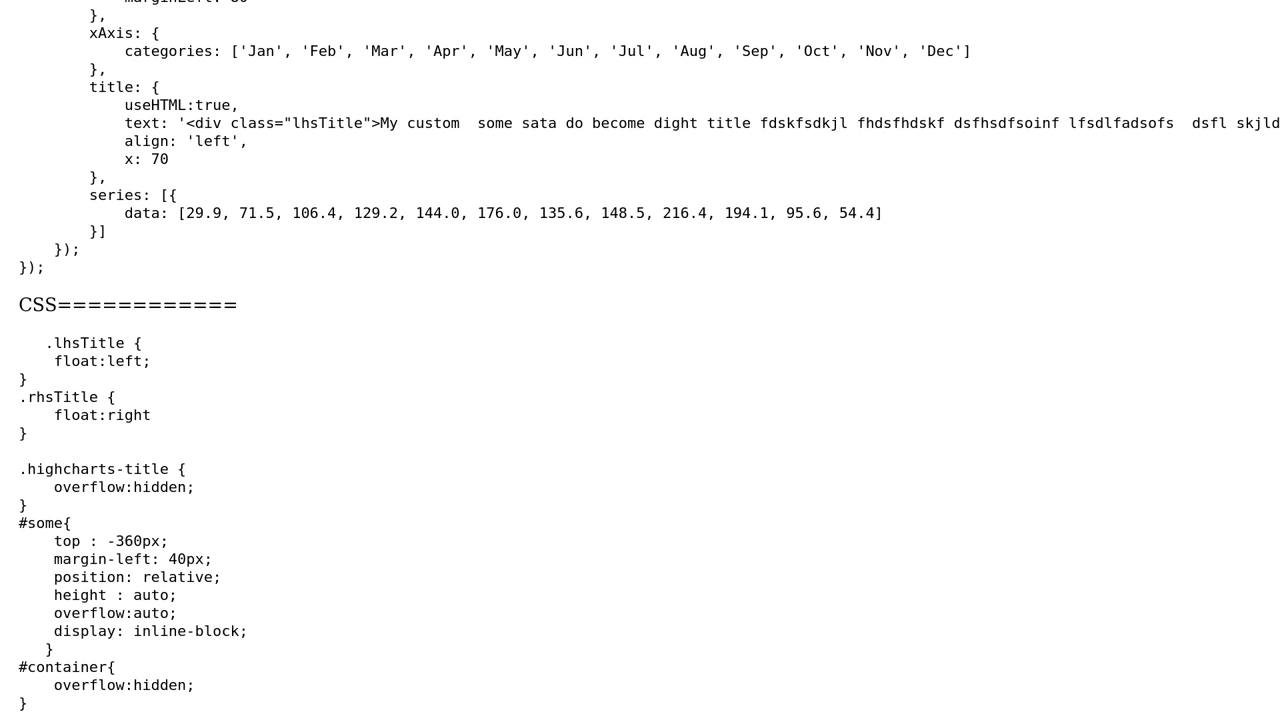 },
        xAxis: {
            categories: ['Jan', 'Feb', 'Mar', 'Apr', 'May', 'Jun', 'Jul', 'Aug', 'Sep', 'Oct', 'Nov', 'Dec']
        },
        title: {
            useHTML:true,
            text: '<div class="lhsTitle">My custom  some sata do become dight title fdskfsdkjl fhdsfhdskf dsfhsdfsoinf lfsdlfadsofs  dsfl skjld
            align: 'left',
            x: 70
        },
        series: [{
            data: [29.9, 71.5, 106.4, 129.2, 144.0, 176.0, 135.6, 148.5, 216.4, 194.1, 95.6, 54.4]
        }]
    });
});
CSS============
   .lhsTitle {
    float:left;
}
.rhsTitle {
    float:right
}
.highcharts-title {
    overflow:hidden;
}
#some{
    top : -360px;
    margin-left: 40px;
    position: relative;
    height : auto;
    overflow:auto;
    display: inline-block;
   }
#container{
    overflow:hidden;
}